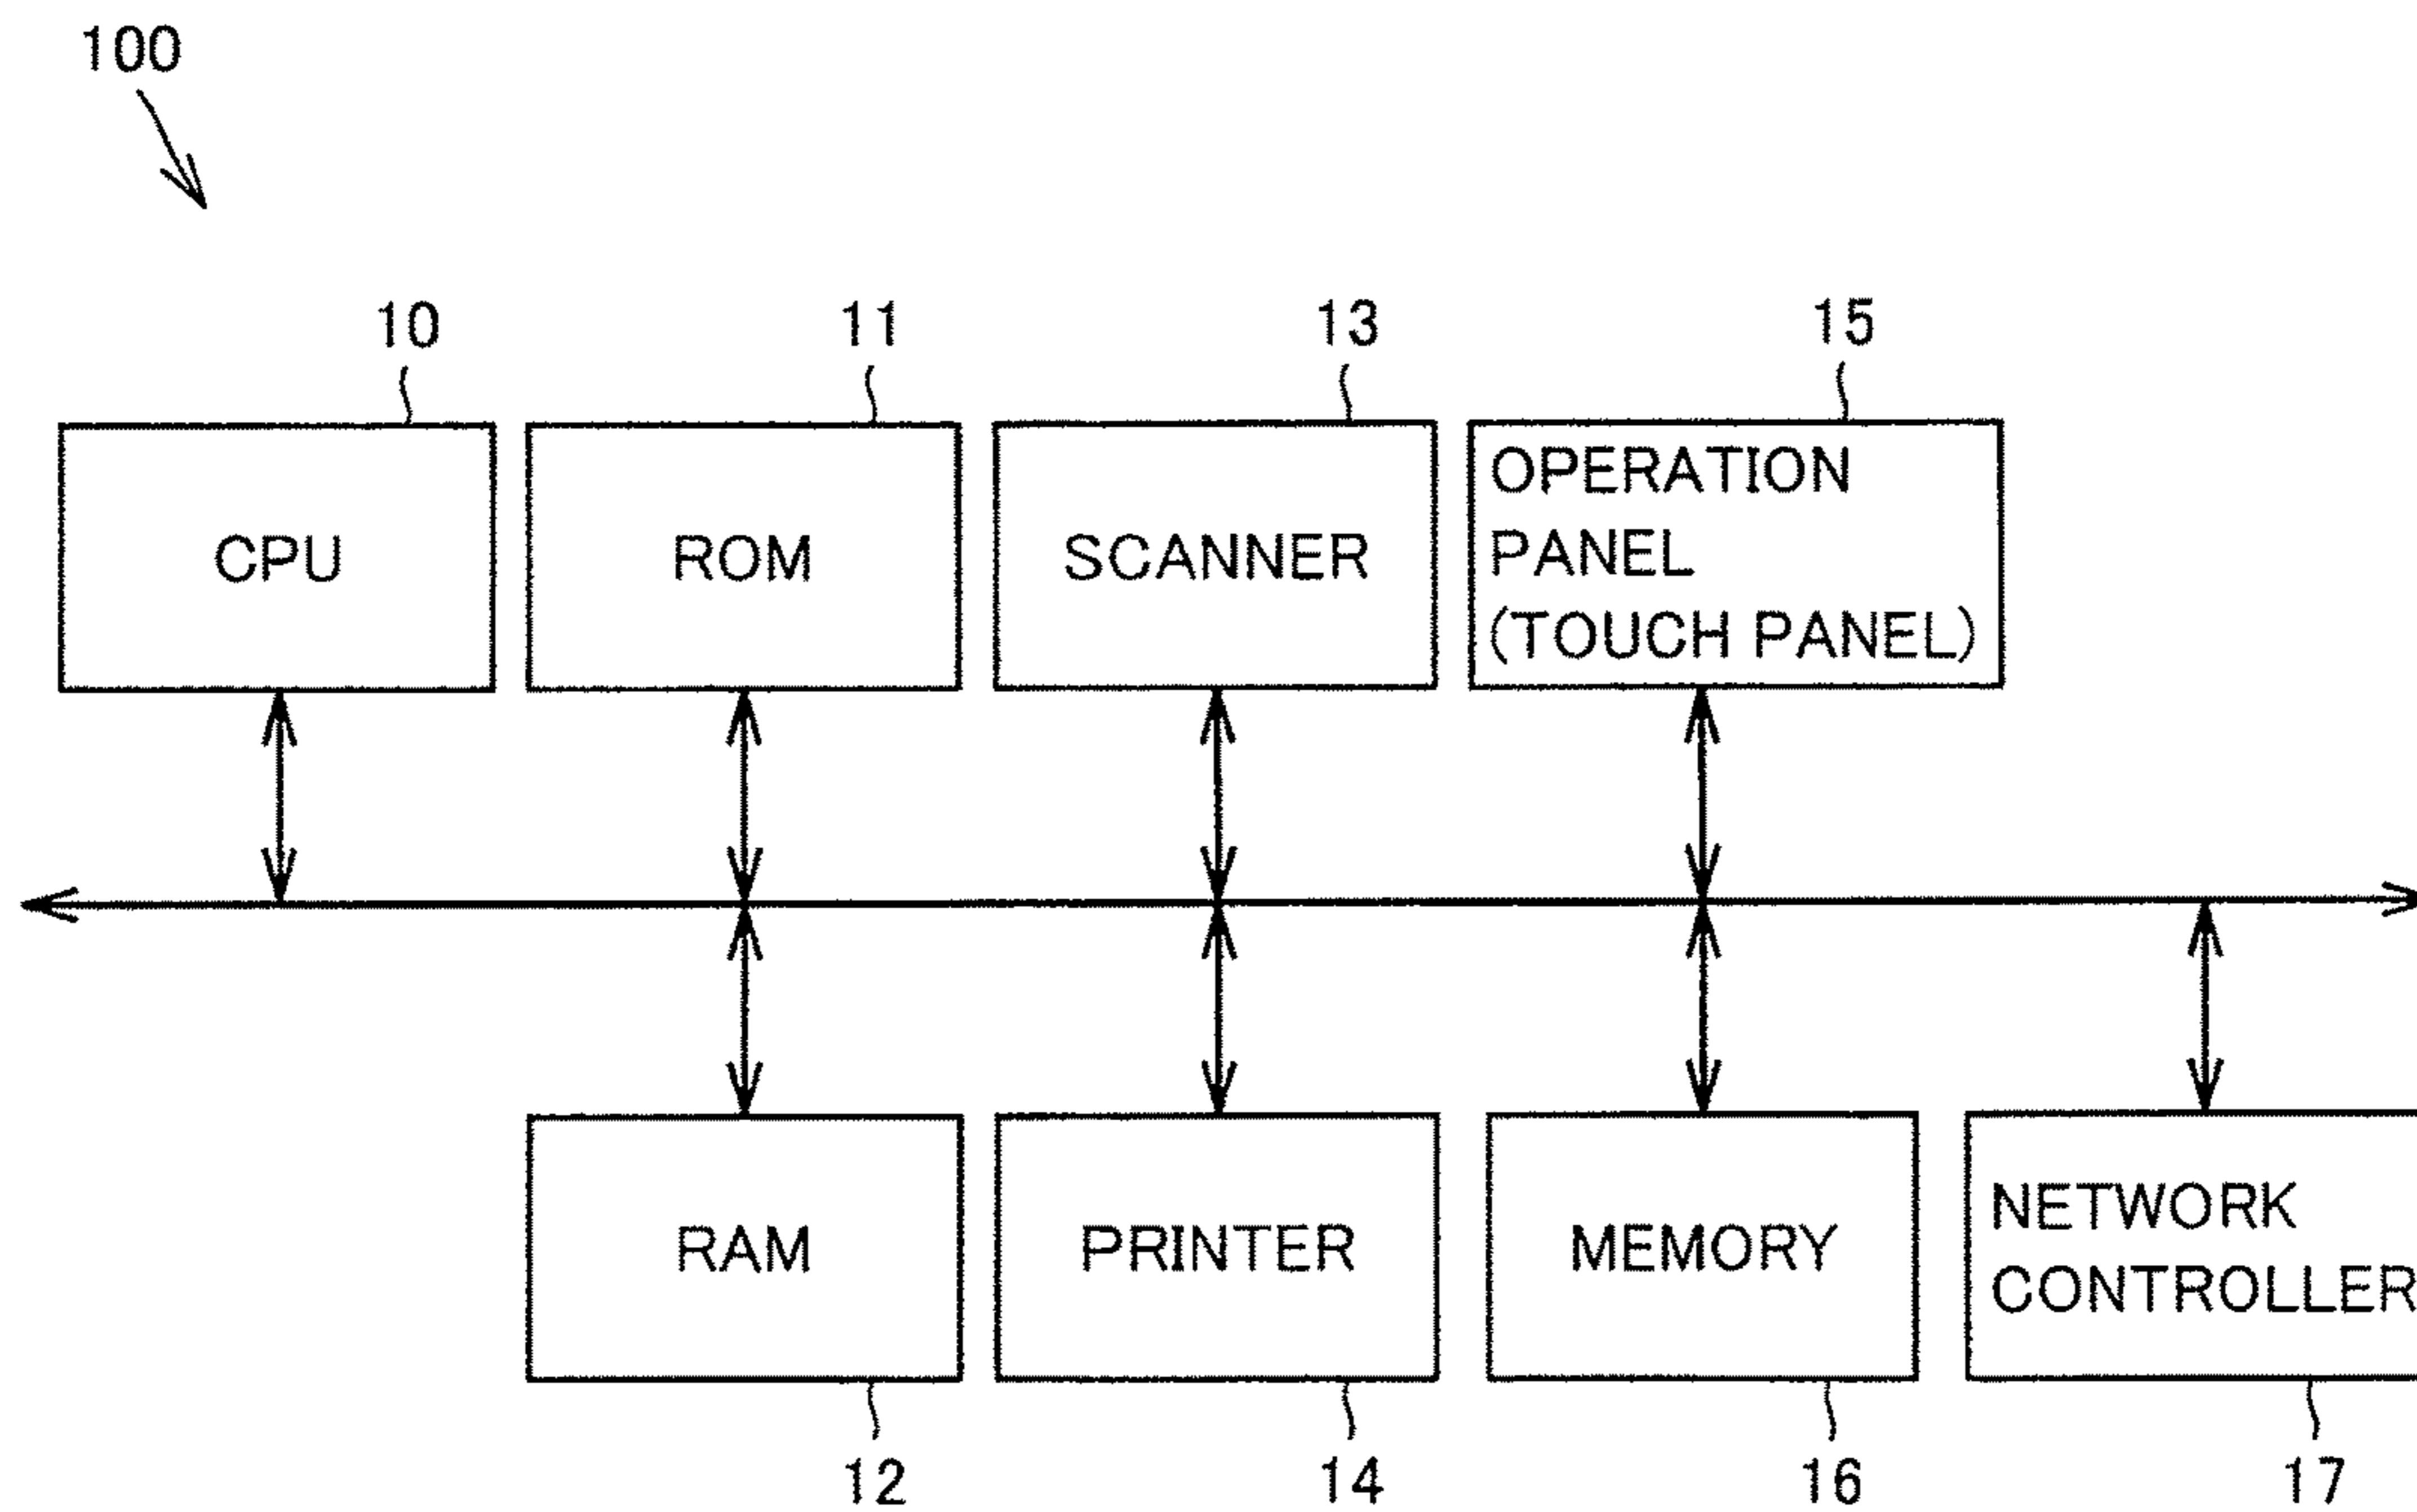 100
10
11
13
15
CPU
ROM
SCANNER
OPERATION
PANEL
(TOUCH PANEL)
RAM
PRINTER
MEMORY
NETWORK
CONTROLLER
12
14
16
17